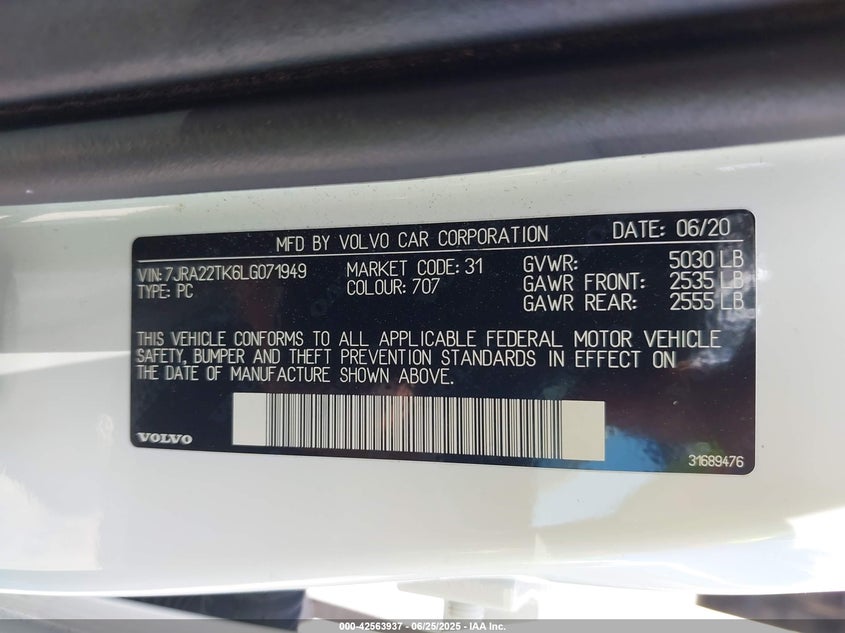 MFD BY VOLVO CAR CORPORATION DATE: 06/20
VIN: 7JRA22TK6LG071949 MARKET CODE: 31 GVWR: 5030 LB
TYPE: PC COLOUR: 707 GAWR FRONT: 2535 LB
GAWR REAR: 2555 LB
THIS VEHICLE CONFORMS TO ALL APPLICABLE FEDERAL MOTOR VEHICLE
SAFETY, BUMPER AND THEFT PREVENTION STANDARDS IN EFFECT ON
THE DATE OF MANUFACTURE SHOWN ABOVE.
VOLVO
31689476
000-42563937 - 06/25/2025 - IAA Inc.